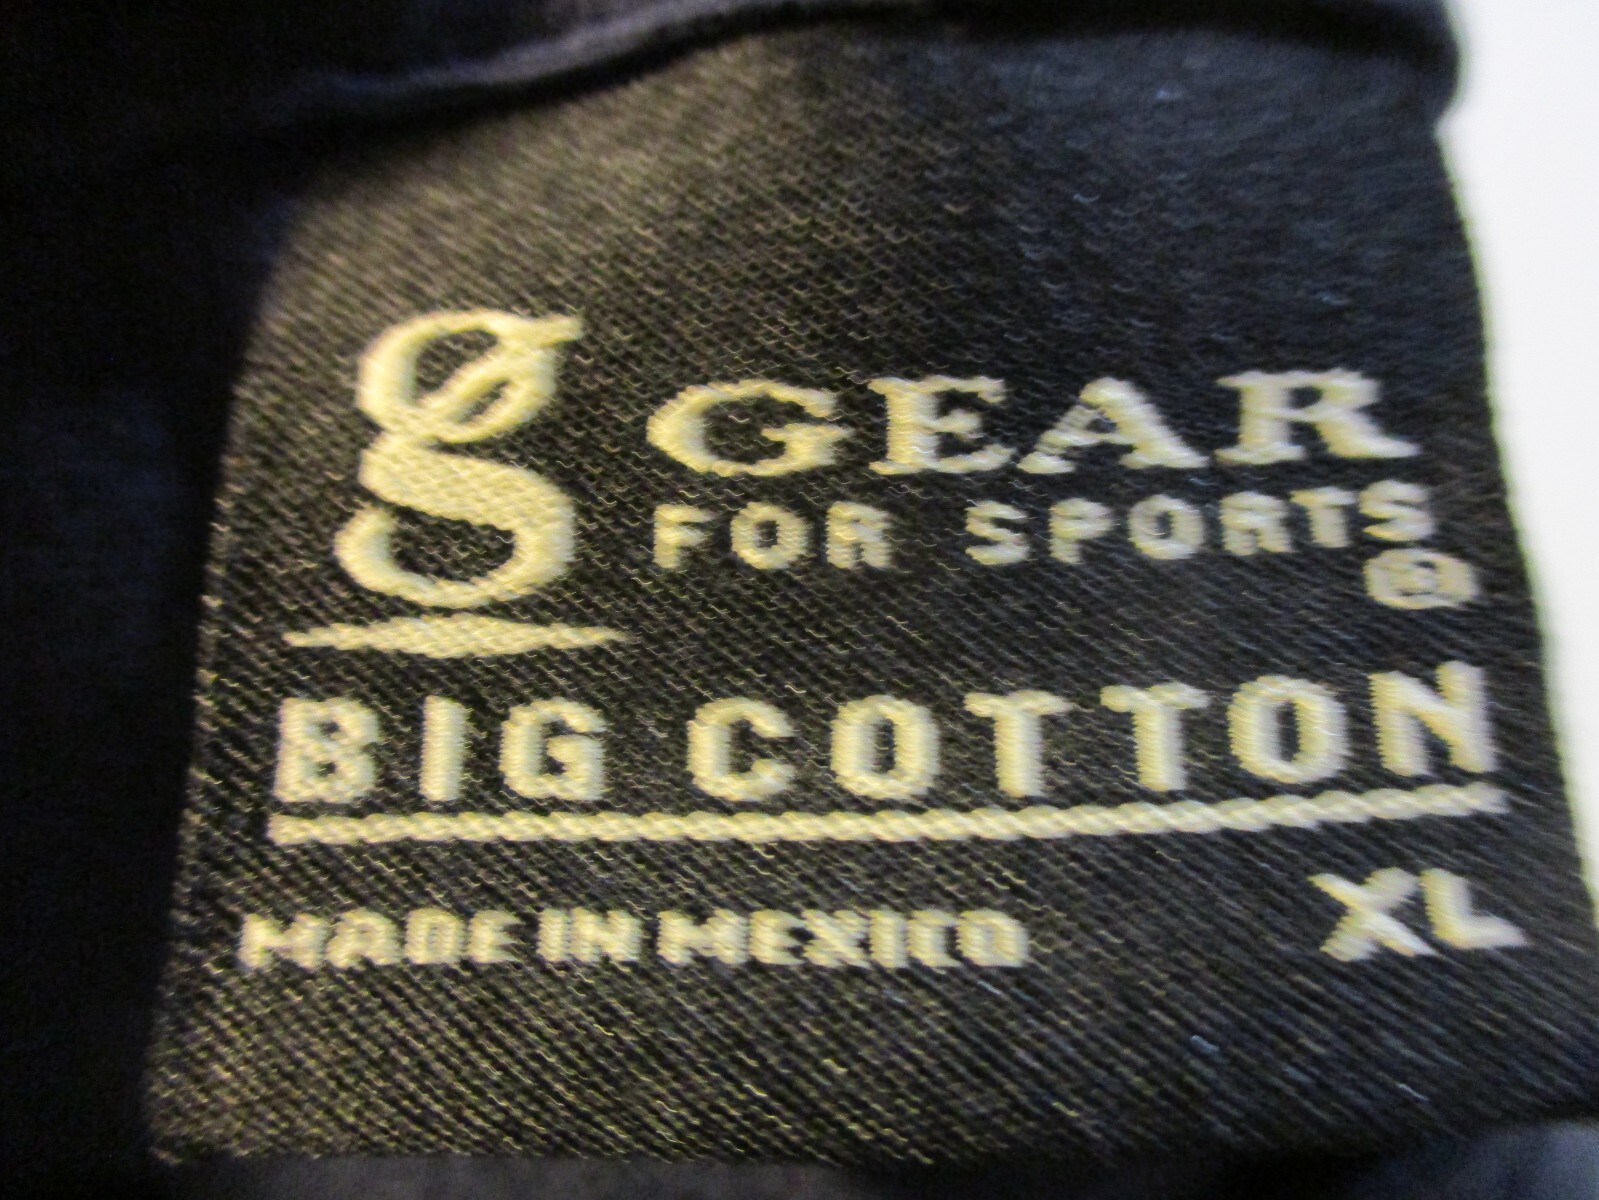 g GEAR
FOR SPORTS
®
BIG COTTON
MADE IN MEXICO XL